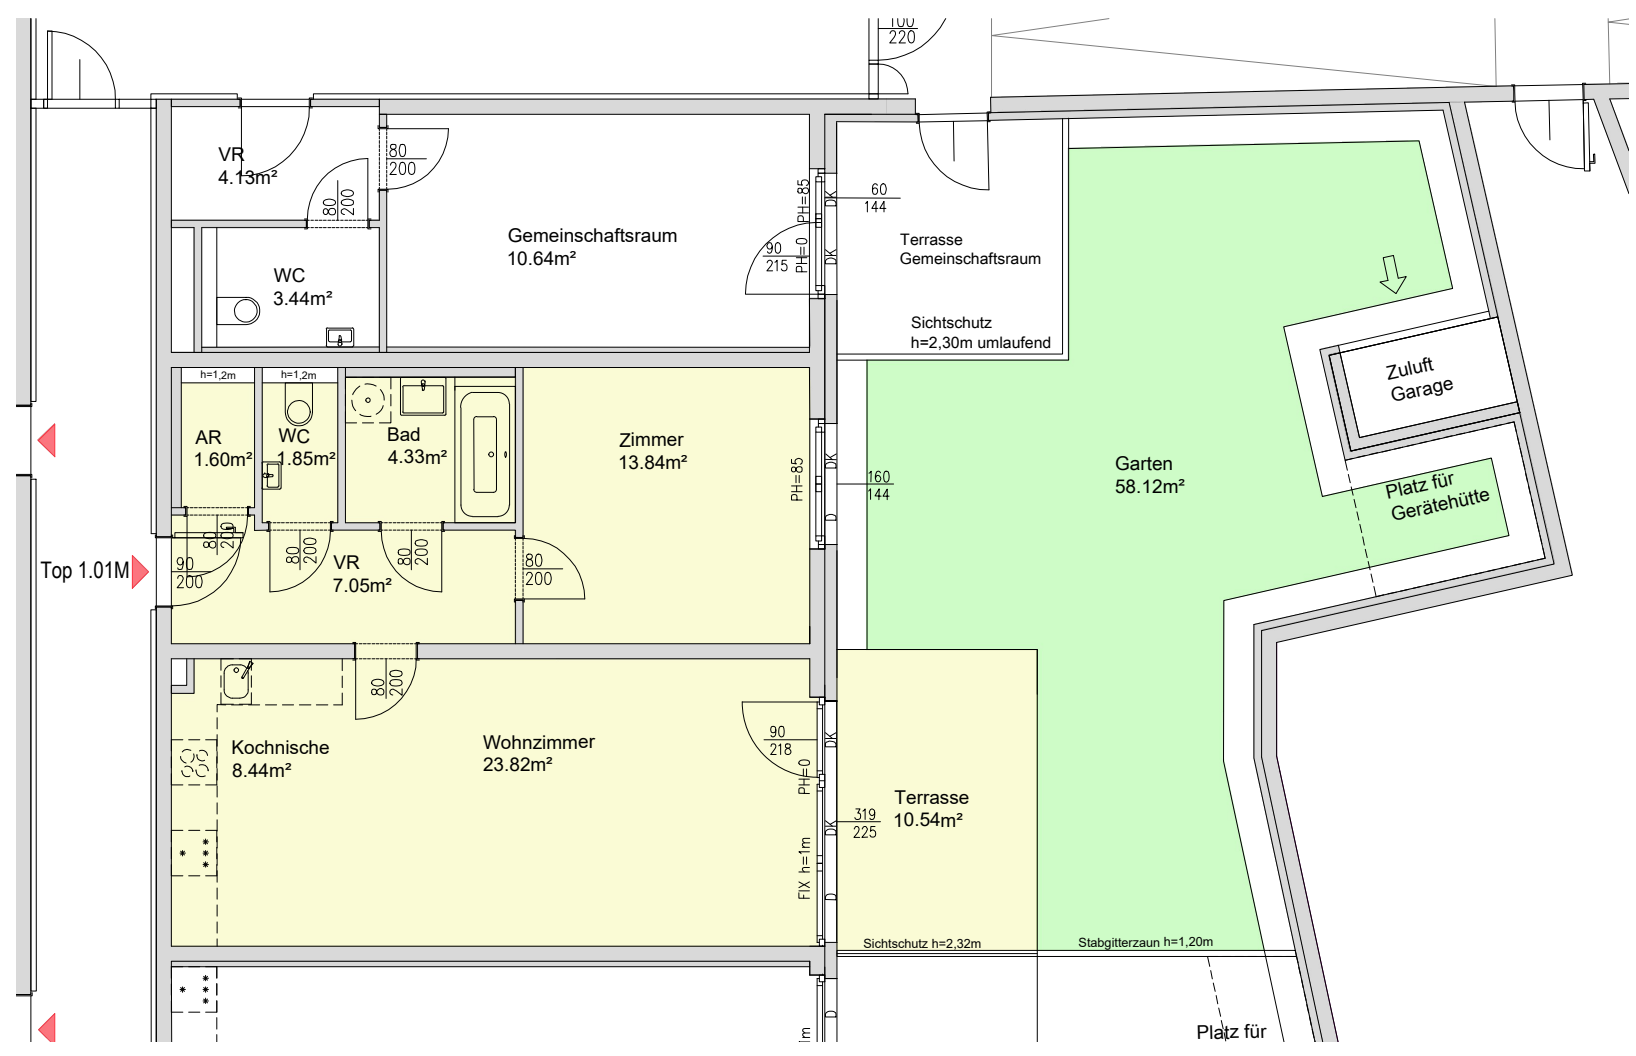 100
220
VR
4.13m²
80
200
80
200
Gemeinschaftsraum
10.64m²
PH=85
DK
60
144
90
215
PH=0
DK
Terrasse
Gemeinschaftsraum
WC
3.44m²
Sichtschutz
h=2,30m umlaufend
Zuluft
Garage
h=1,2m
h=1,2m
AR
1.60m²
WC
1.85m²
Bad
4.33m²
Zimmer
13.84m²
PH=85
DK
160
144
D
Garten
58.12m²
Platz für
Gerätehütte
80
200
80
200
80
200
VR
7.05m²
80
200
Top 1.01M
90
200
80
200
Kochnische
8.44m²
Wohnzimmer
23.82m²
90
218
PH=0
DK
Terrasse
10.54m²
319
225
DK
FIX h=1m
D
Sichtschutz h=2,32m
Stabgitterzaun h=1,20m
D
Platz für